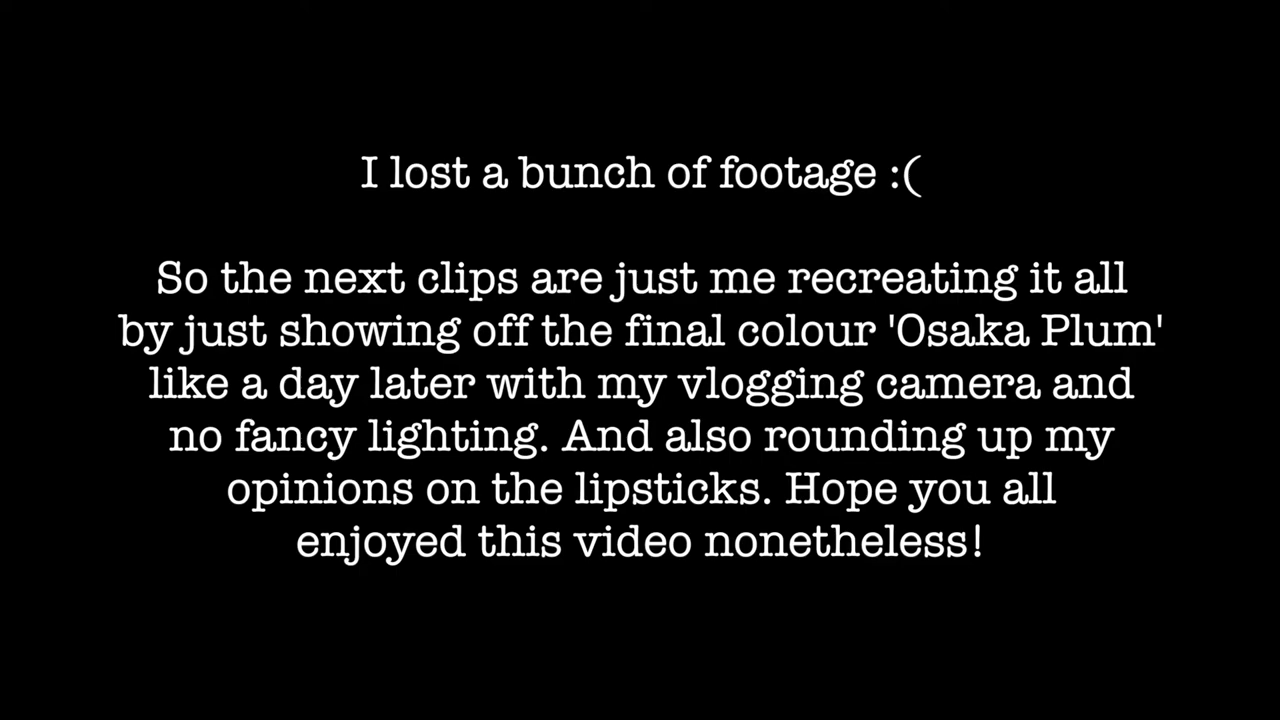 I lost a bunch of footage :(
So the next clips are just me recreating it all
by just showing off the final colour 'Osaka Plum'
like a day later with my vlogging camera and
no fancy lighting. And also rounding up my
opinions on the lipsticks. Hope you all
enjoyed this video nonetheless!